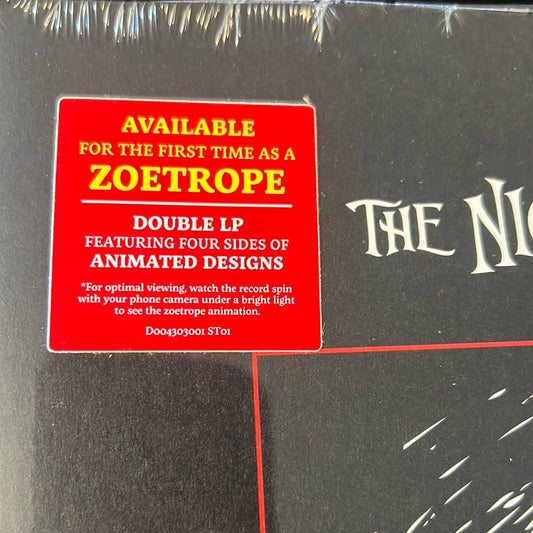 AVAILABLE
FOR THE FIRST TIME AS A
ZOETROPE
DOUBLE LP
FEATURING FOUR SIDES OF
ANIMATED DESIGNS
*For optimal viewing, watch the record spin
with your phone camera under a bright light
to see the zoetrope animation.
D004303001 ST01
THE